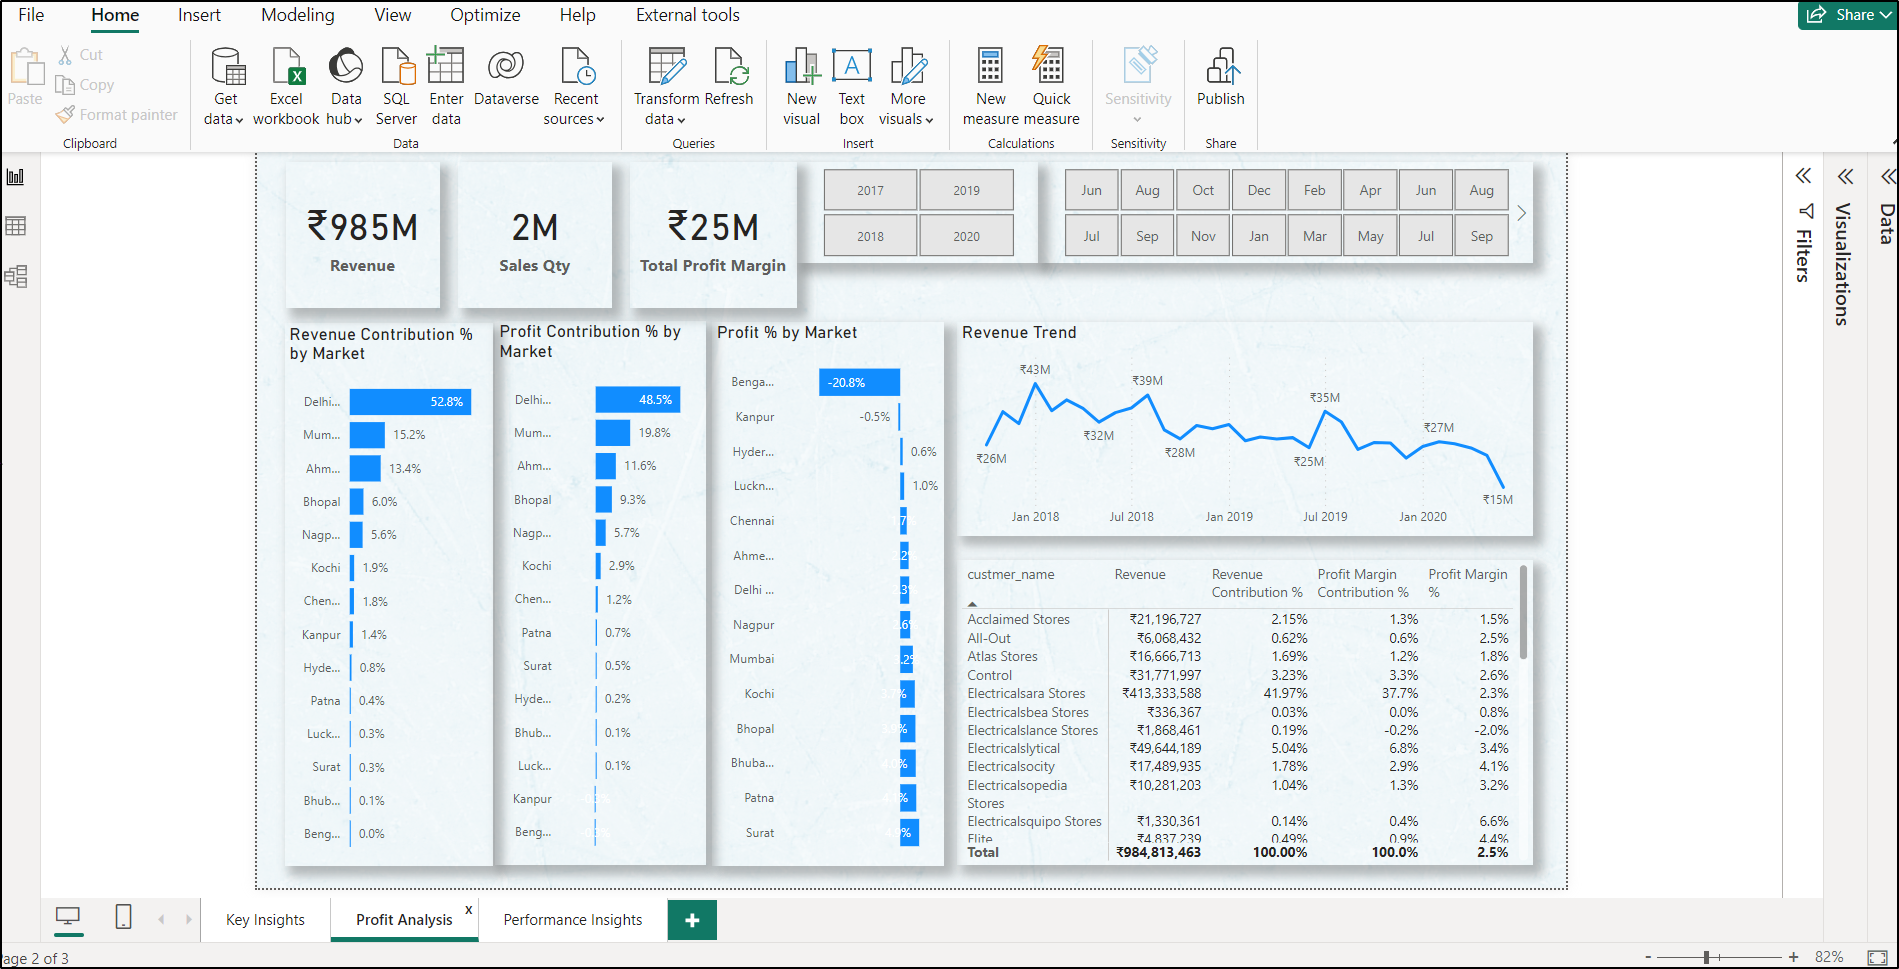 File Home Insert Modeling View Optimize Help External tools Share
Paste
Cut
Copy
Format painter
Clipboard
Get data
Excel workbook
Data hub
SQL Server
Enter data
Dataverse
Recent sources
Data
Transform data
Refresh
Queries
New visual
Text box
More visuals
Insert
New measure
Quick measure
Calculations
Sensitivity
Sensitivity
Publish
Share
₹985M
Revenue
2M
Sales Qty
₹25M
Total Profit Margin
2017 2019
2018 2020
Jun Aug Oct Dec Feb Apr Jun Aug
Jul Sep Nov Jan Mar May Jul Sep
Filters
Visualizations
Data
Revenue Contribution %
by Market
Delhi... 52.8%
Mum... 15.2%
Ahm... 13.4%
Bhopal 6.0%
Nagp... 5.6%
Kochi 1.9%
Chen... 1.8%
Kanpur 1.4%
Hyde... 0.8%
Patna 0.4%
Luck... 0.3%
Surat 0.3%
Bhub... 0.1%
Beng... 0.0%
Profit Contribution % by
Market
Delhi... 48.5%
Mum... 19.8%
Ahm... 11.6%
Bhopal 9.3%
Nagp... 5.7%
Kochi 2.9%
Chen... 1.2%
Patna 0.7%
Surat 0.5%
Hyde... 0.2%
Bhub... 0.1%
Luck... 0.1%
Kanpur
Beng...
Profit % by Market
Benga... -20.8%
Kanpur -0.5%
Hyder... 0.6%
Luckn... 1.0%
Chennai
Ahme...
Delhi ...
Nagpur
Mumbai
Kochi
Bhopal
Bhuba...
Patna
Surat
Revenue Trend
₹43M
₹39M
₹35M
₹32M
₹27M
₹28M
₹26M
₹25M
₹15M
Jan 2018 Jul 2018 Jan 2019 Jul 2019 Jan 2020
custmer_name Revenue Revenue Contribution % Profit Margin Contribution % Profit Margin %
Acclaimed Stores ₹21,196,727 2.15% 1.3% 1.5%
All-Out ₹6,068,432 0.62% 0.6% 2.5%
Atlas Stores ₹16,666,713 1.69% 1.2% 1.8%
Control ₹31,771,997 3.23% 3.3% 2.6%
Electricalsara Stores ₹413,333,588 41.97% 37.7% 2.3%
Electricalsbea Stores ₹336,367 0.03% 0.0% 0.8%
Electricalslance Stores ₹1,868,461 0.19% -0.2% -2.0%
Electricalslytical ₹49,644,189 5.04% 6.8% 3.4%
Electricalsocity ₹17,489,935 1.78% 2.9% 4.1%
Electricalsopedia Stores ₹10,281,203 1.04% 1.3% 3.2%
Electricalsquipo Stores ₹1,330,361 0.14% 0.4% 6.6%
Elite ₹4,837,239 0.49% 0.9% 4.4%
Total ₹984,813,463 100.00% 100.0% 2.5%
Key Insights Profit Analysis x Performance Insights +
age 2 of 3
- + 82%